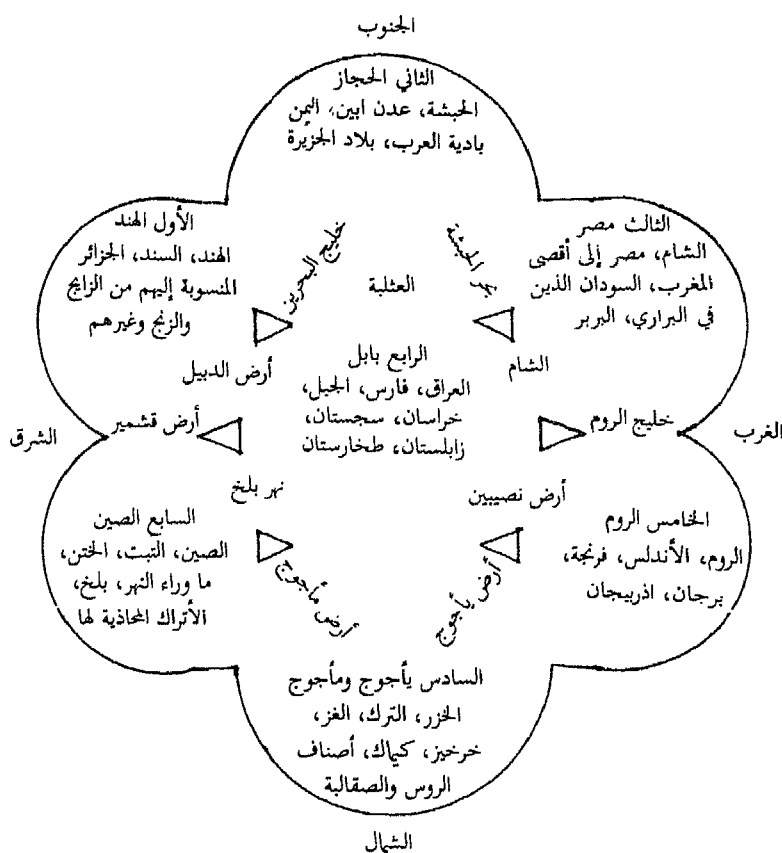 الجنوب
الثاني الحجاز
الحبشة، عدن ابين، اليمن
بادية العرب، بلاد الجزيرة
الثالث مصر
الشام، مصر إلى أقصى
المغرب، السودان الذين
في البراري، البربر
بحر الحبشة
خليج البحرين
الأول الهند
الهند، السند، الجزائر
المنسوبة إليهم من الزابج
والزنج وغيرهم
العثلبة
الشام
الرابع بابل
العراق، فارس، الجبل،
خراسان، سجستان،
زابلستان، طخارستان
أرض الدبيل
الغرب
خليج الروم
أرض قشمير
الشرق
أرض نصيبين
نهر بلخ
الخامس الروم
الروم، الأندلس، فرنجة،
برجان، اذربيجان
السابع الصين
الصين، التبت، الختن،
ما وراء النهر، بلخ،
الأتراك المحاذية لها
أرض يأجوج
أرض مأجوج
السادس يأجوج ومأجوج
الخزر، الترك، الغز،
خرخيز، كيماك، أصناف
الروس والصقالبة
الشمال